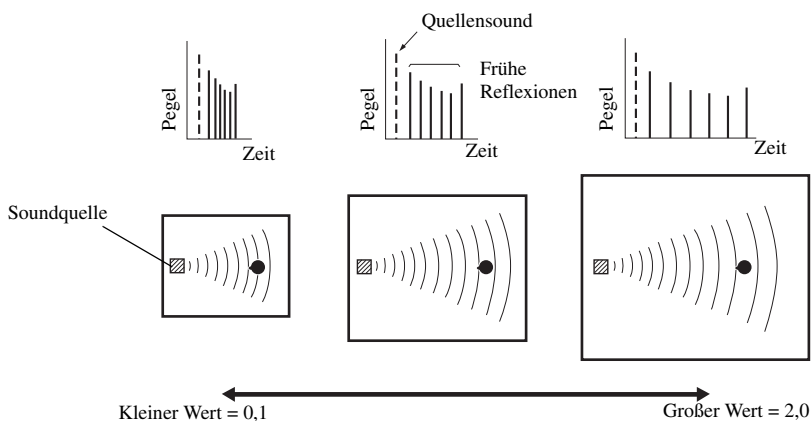 Quellensound
Pegel
Zeit
Pegel
Frühe
Reflexionen
Zeit
Pegel
Zeit
Soundquelle
Kleiner Wert = 0,1
Großer Wert = 2,0